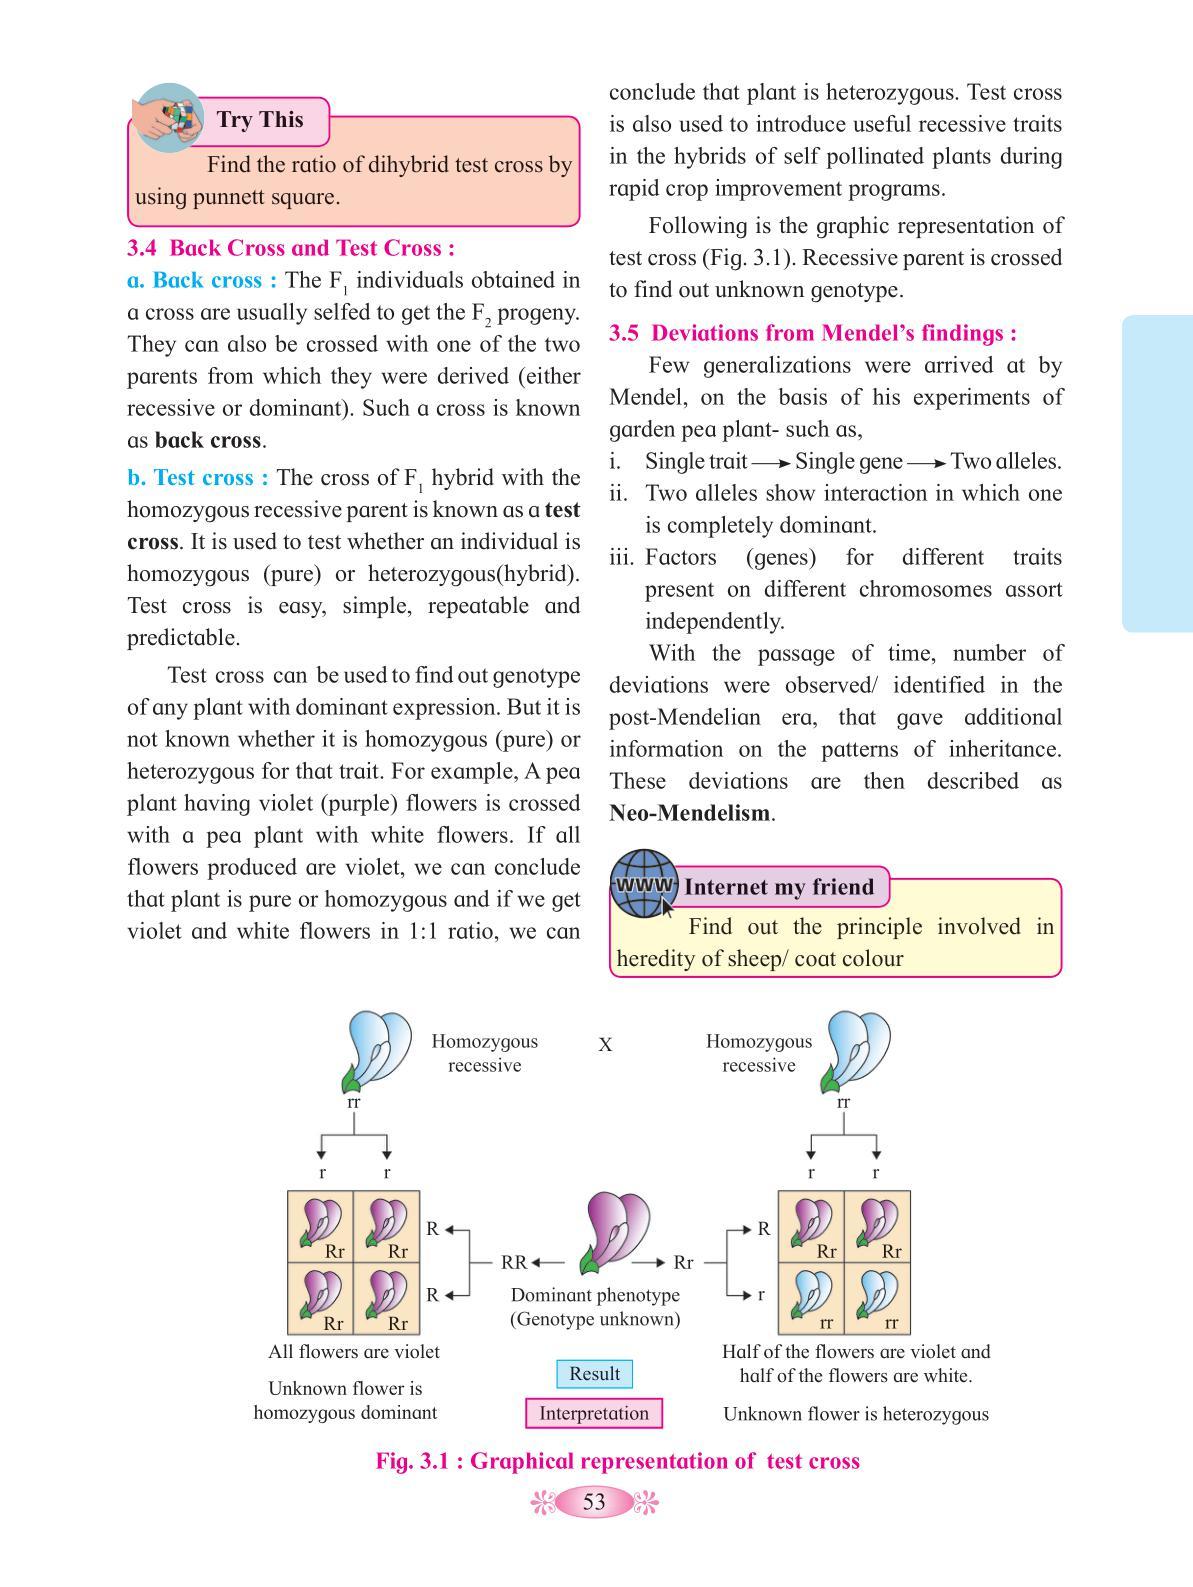 Try This
Find the ratio of dihybrid test cross by
using punnett square.
3.4 Back Cross and Test Cross :
a. Back cross : The F1 individuals obtained in
a cross are usually selfed to get the F2 progeny.
They can also be crossed with one of the two
parents from which they were derived (either
recessive or dominant). Such a cross is known
as back cross.
b. Test cross : The cross of F1 hybrid with the
homozygous recessive parent is known as a test
cross. It is used to test whether an individual is
homozygous (pure) or heterozygous(hybrid).
Test cross is easy, simple, repeatable and
predictable.
Test cross can be used to find out genotype
of any plant with dominant expression. But it is
not known whether it is homozygous (pure) or
heterozygous for that trait. For example, A pea
plant having violet (purple) flowers is crossed
with a pea plant with white flowers. If all
flowers produced are violet, we can conclude
that plant is pure or homozygous and if we get
violet and white flowers in 1:1 ratio, we can
conclude that plant is heterozygous. Test cross
is also used to introduce useful recessive traits
in the hybrids of self pollinated plants during
rapid crop improvement programs.
Following is the graphic representation of
test cross (Fig. 3.1). Recessive parent is crossed
to find out unknown genotype.
3.5 Deviations from Mendel's findings :
Few generalizations were arrived at by
Mendel, on the basis of his experiments of
garden pea plant- such as,
i. Single trait → Single gene → Two alleles.
ii. Two alleles show interaction in which one
is completely dominant.
iii. Factors (genes) for different traits
present on different chromosomes assort
independently.
With the passage of time, number of
deviations were observed/ identified in the
post-Mendelian era, that gave additional
information on the patterns of inheritance.
These deviations are then described as
Neo-Mendelism.
WWW Internet my friend
Find out the principle involved in
heredity of sheep/ coat colour
Homozygous
recessive
X
Homozygous
recessive
rr
rr
r r
r r
Rr Rr
R
R
Rr Rr
RR
Rr
Dominant phenotype
(Genotype unknown)
R
r
Rr Rr
rr rr
All flowers are violet
Half of the flowers are violet and
half of the flowers are white.
Result
Unknown flower is
homozygous dominant
Interpretation
Unknown flower is heterozygous
Fig. 3.1 : Graphical representation of test cross
53